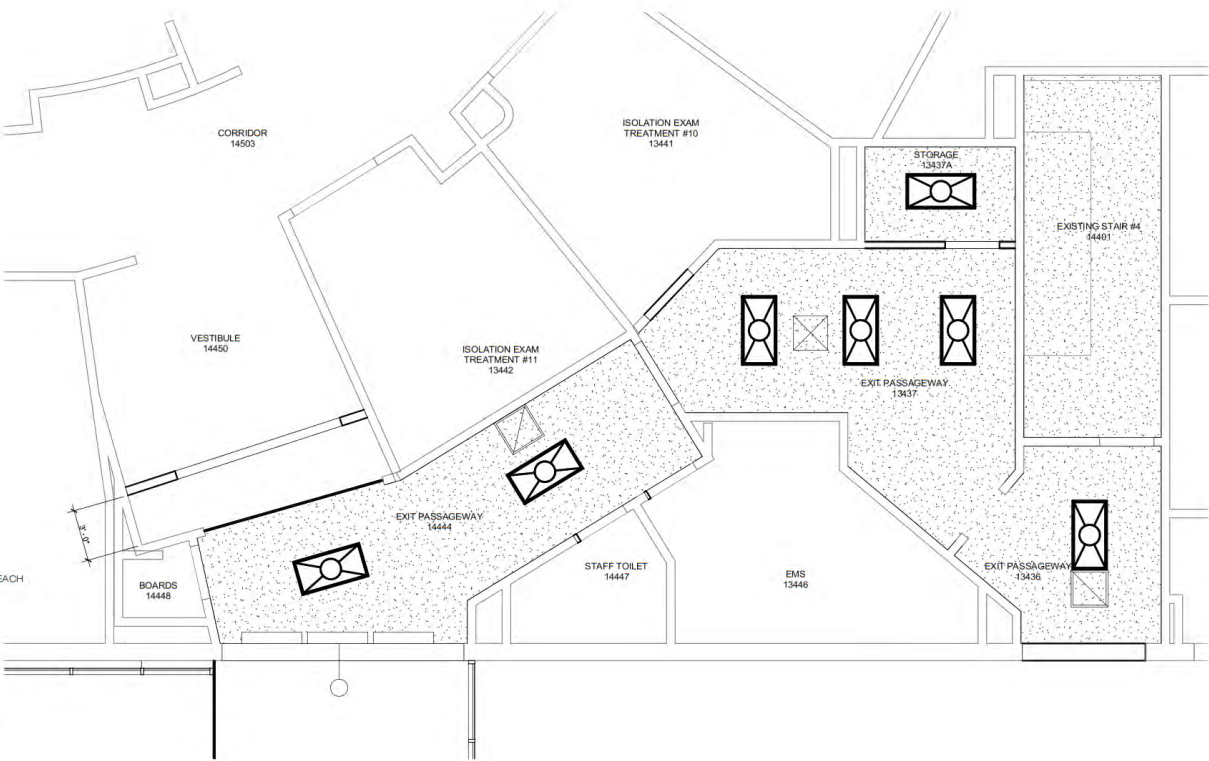 CORRIDOR
14503
ISOLATION EXAM
TREATMENT #10
13441
STORAGE
13437A
EXISTING STAIR #4
14401
VESTIBULE
14450
ISOLATION EXAM
TREATMENT #11
13442
EXIT PASSAGEWAY
13437
EXIT PASSAGEWAY
14444
EACH
BOARDS
14448
STAFF TOILET
14447
EMS
13446
EXIT PASSAGEWAY
13436